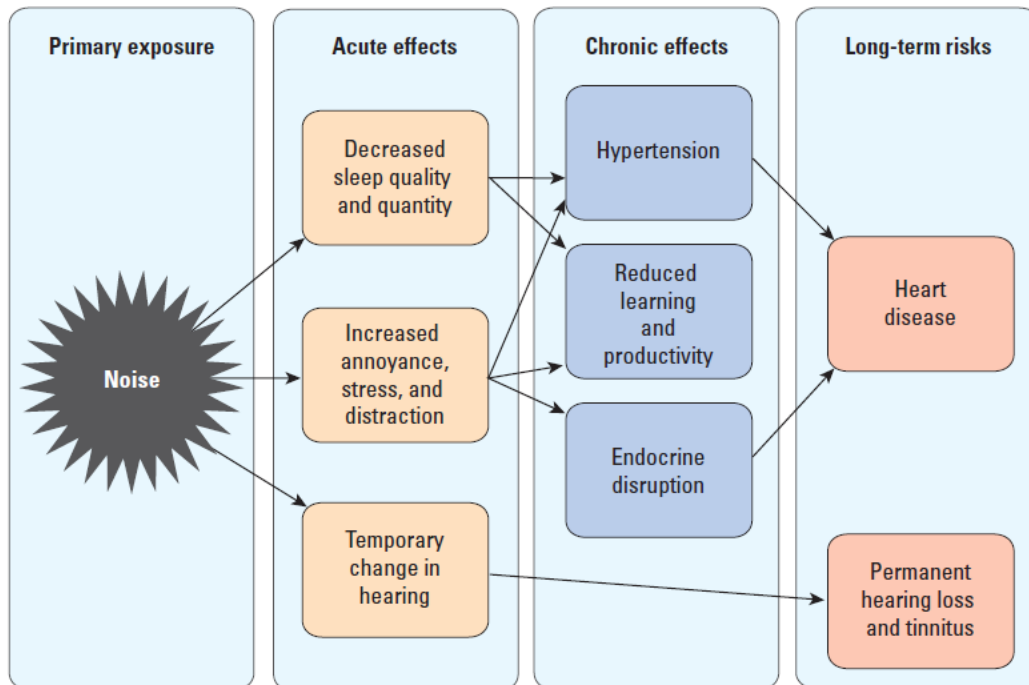 Primary exposure
Acute effects
Chronic effects
Long-term risks
Noise
Decreased
sleep quality
and quantity
Increased
annoyance,
stress, and
distraction
Temporary
change in
hearing
Hypertension
Reduced
learning
and
productivity
Endocrine
disruption
Heart
disease
Permanent
hearing loss
and tinnitus